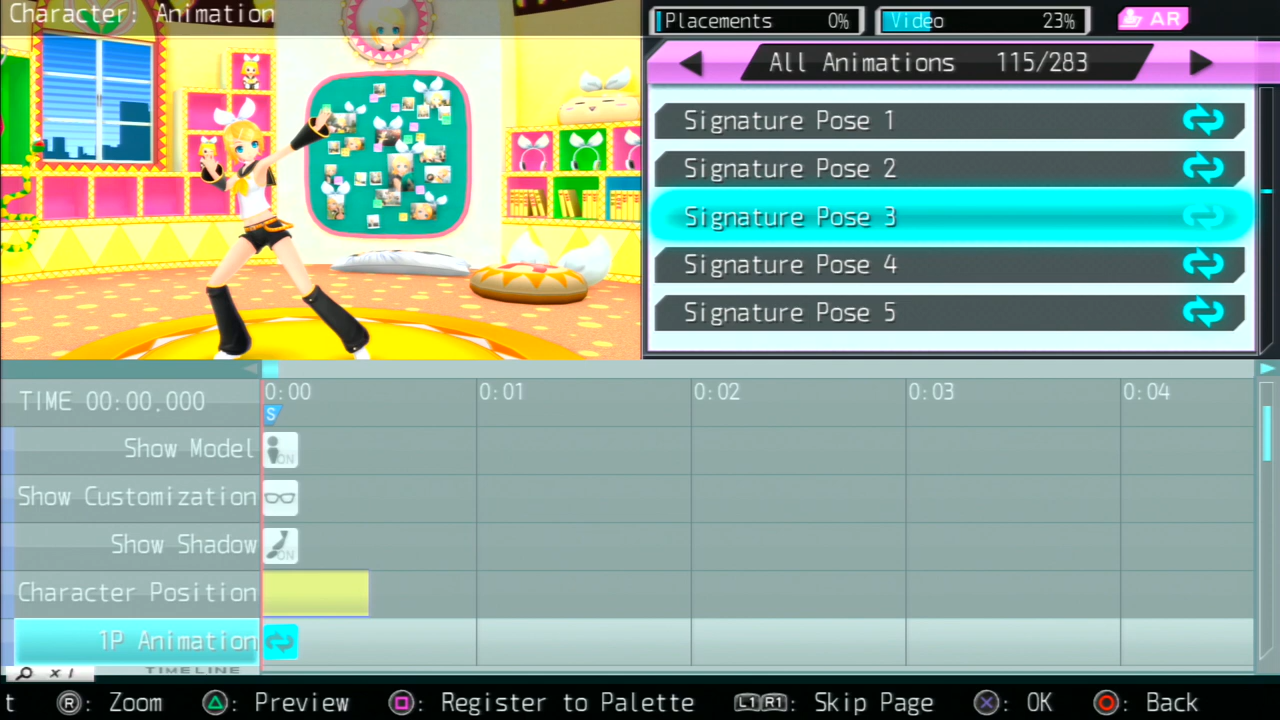 Character: Animation
Placements 0%
Video 23%
AR
All Animations 115/283
Signature Pose 1
Signature Pose 2
Signature Pose 3
Signature Pose 4
Signature Pose 5
TIME 00:00.000
0:00 0:01 0:02 0:03 0:04
S
Show Model
ON
Show Customization
Show Shadow
ON
Character Position
1P Animation
x 1
TIMELINE
t R: Zoom : Preview : Register to Palette L1R1: Skip Page : OK : Back